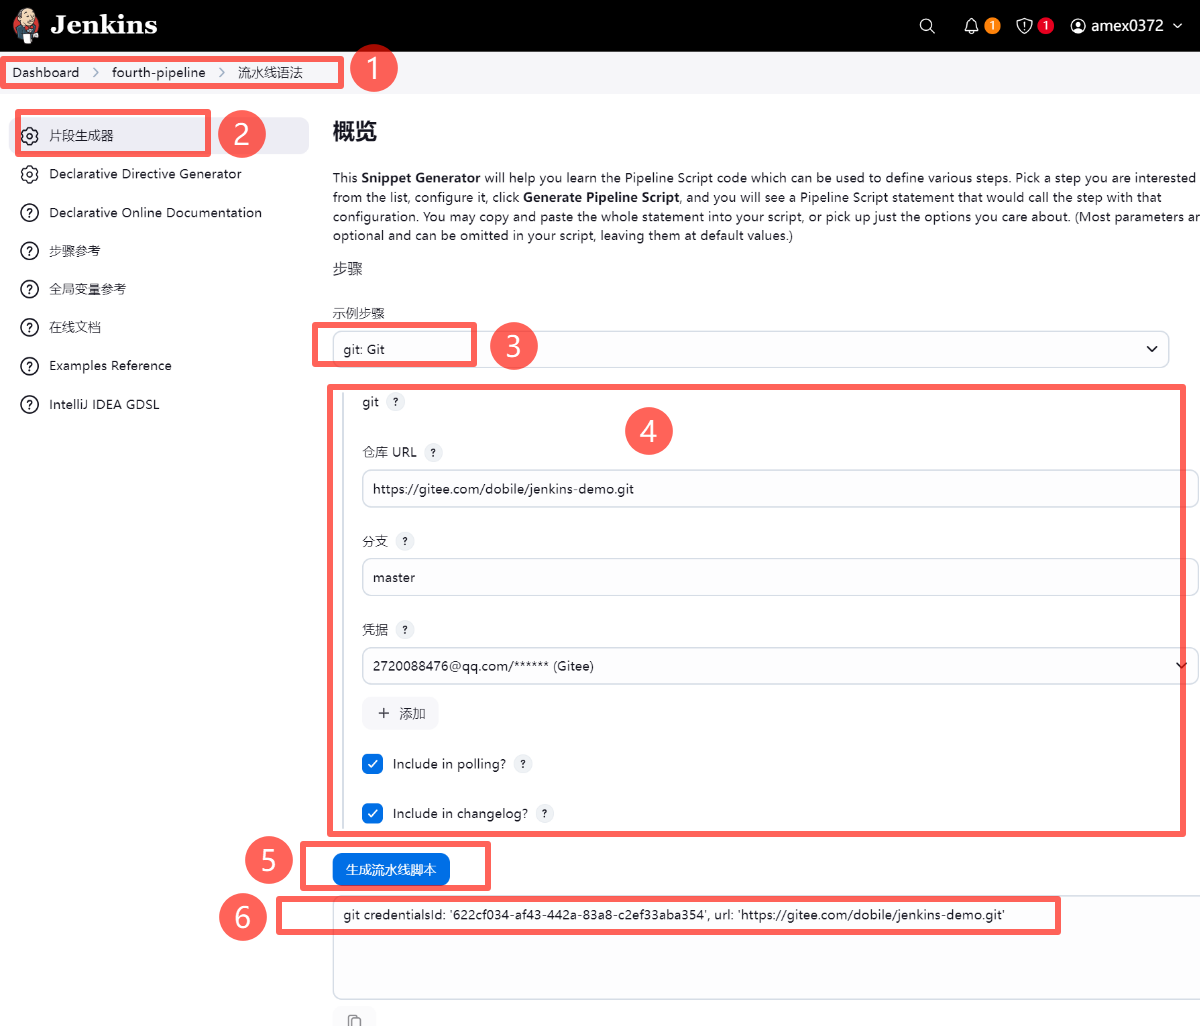 Jenkins
1
1
amex0372
Dashboard
fourth-pipeline
流水线语法
1
片段生成器
2
Declarative Directive Generator
Declarative Online Documentation
步骤参考
全局变量参考
在线文档
Examples Reference
IntelliJ IDEA GDSL
概览
This Snippet Generator will help you learn the Pipeline Script code which can be used to define various steps. Pick a step you are interested
from the list, configure it, click Generate Pipeline Script, and you will see a Pipeline Script statement that would call the step with that
configuration. You may copy and paste the whole statement into your script, or pick up just the options you care about. (Most parameters ar
optional and can be omitted in your script, leaving them at default values.)
步骤
示例步骤
git: Git
3
git ?
4
仓库 URL ?
https://gitee.com/dobile/jenkins-demo.git
分支 ?
master
凭据 ?
2720088476@qq.com/****** (Gitee)
+ 添加
Include in polling? ?
Include in changelog? ?
5
生成流水线脚本
6
git credentialsId: '622cf034-af43-442a-83a8-c2ef33aba354', url: 'https://gitee.com/dobile/jenkins-demo.git'